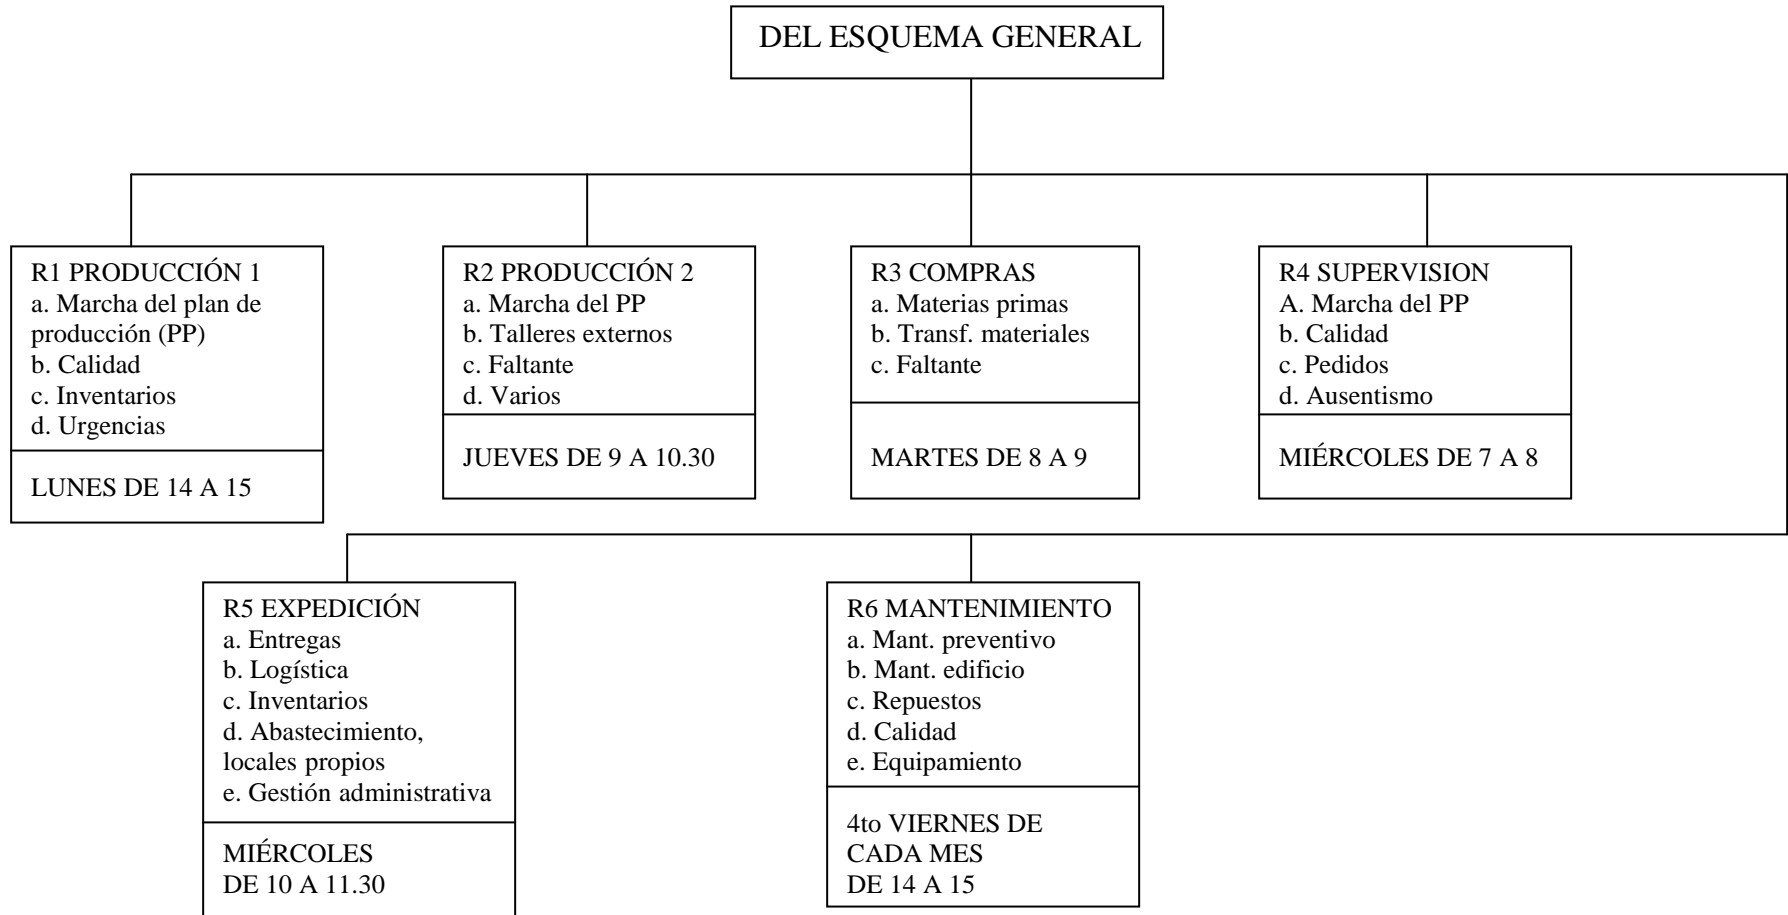 DEL ESQUEMA GENERAL
R1 PRODUCCIÓN 1
a. Marcha del plan de
producción (PP)
b. Calidad
c. Inventarios
d. Urgencias
LUNES DE 14 A 15
R2 PRODUCCIÓN 2
a. Marcha del PP
b. Talleres externos
c. Faltante
d. Varios
JUEVES DE 9 A 10.30
R3 COMPRAS
a. Materias primas
b. Transf. materiales
c. Faltante
MARTES DE 8 A 9
R4 SUPERVISION
A. Marcha del PP
b. Calidad
c. Pedidos
d. Ausentismo
MIÉRCOLES DE 7 A 8
R5 EXPEDICIÓN
a. Entregas
b. Logística
c. Inventarios
d. Abastecimiento,
locales propios
e. Gestión administrativa
MIÉRCOLES
DE 10 A 11.30
R6 MANTENIMIENTO
a. Mant. preventivo
b. Mant. edificio
c. Repuestos
d. Calidad
e. Equipamiento
4to VIERNES DE
CADA MES
DE 14 A 15